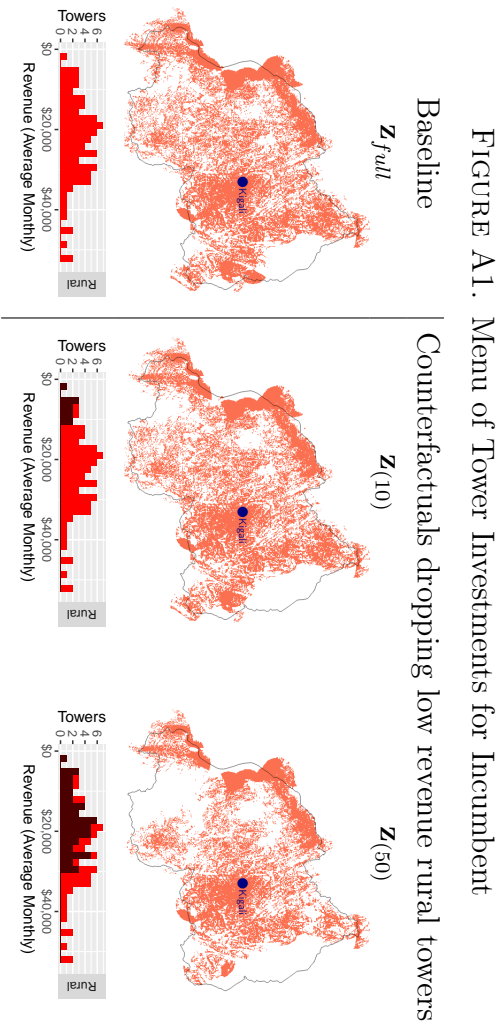 FIGURE A1. Menu of Tower Investments for Incumbent
Baseline
z_full
Counterfactuals dropping low revenue rural towers
z_(10)
z_(50)
Kigali
Towers
0 2 4 6
Rural
$0 $20,000 $40,000
Revenue (Average Monthly)
Kigali
Towers
0 2 4 6
Rural
$0 $20,000 $40,000
Revenue (Average Monthly)
Kigali
Towers
0 2 4 6
Rural
$0 $20,000 $40,000
Revenue (Average Monthly)